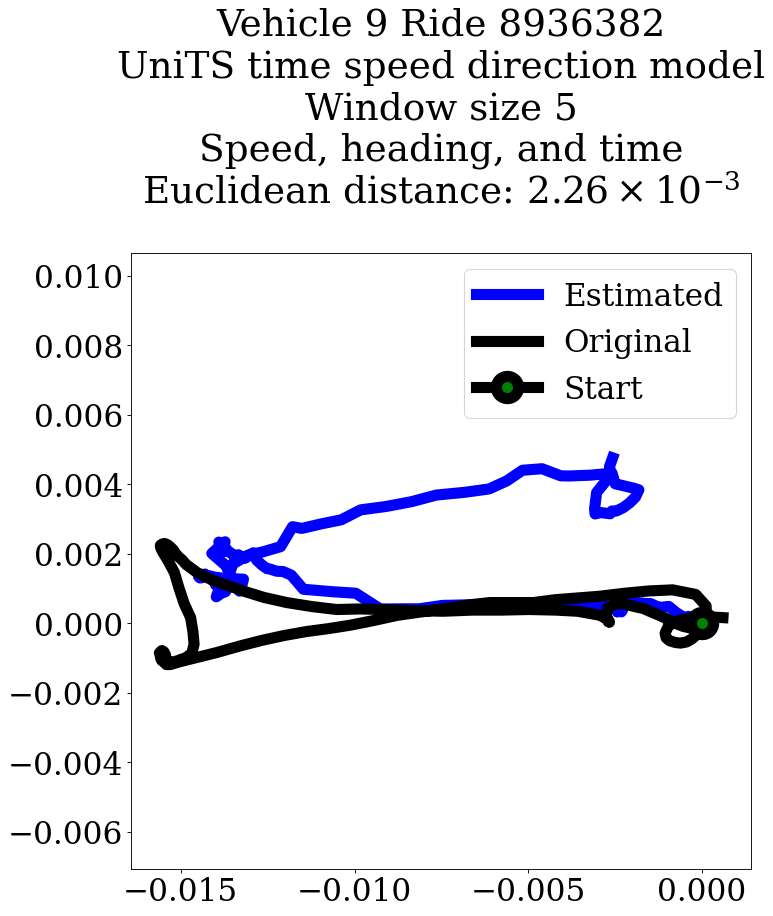 Vehicle 9 Ride 8936382
UniTS time speed direction model
Window size 5
Speed, heading, and time
Euclidean distance: 2.26 × 10⁻³
Estimated
Original
Start
0.010
0.008
0.006
0.004
0.002
0.000
−0.002
−0.004
−0.006
−0.015 −0.010 −0.005 0.000